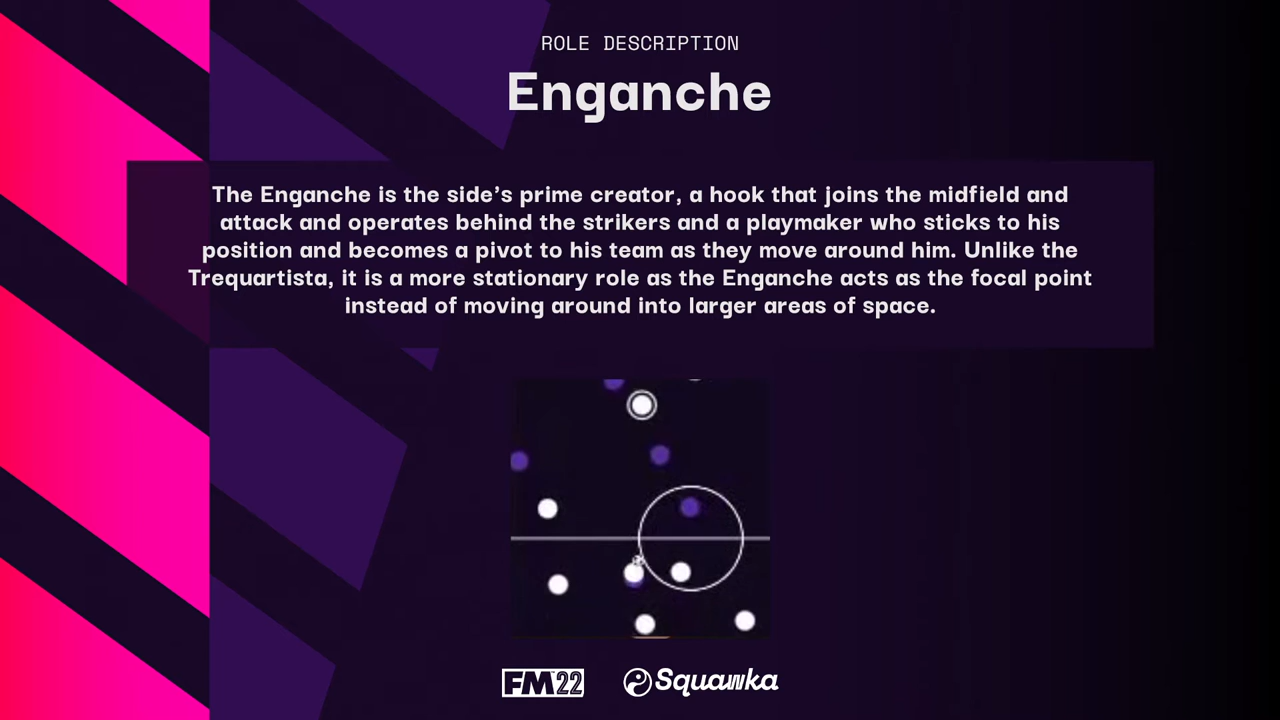 ROLE DESCRIPTION
Enganche
The Enganche is the side's prime creator, a hook that joins the midfield and
attack and operates behind the strikers and a playmaker who sticks to his
position and becomes a pivot to his team as they move around him. Unlike the
Trequartista, it is a more stationary role as the Enganche acts as the focal point
instead of moving around into larger areas of space.
FM22 Squawka